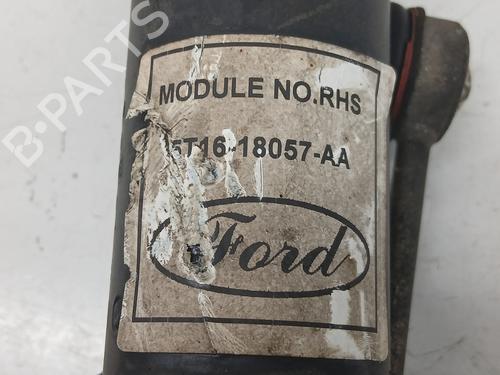 B-PARTS
MODULE NO.RHS
5T16-18057-AA
Ford